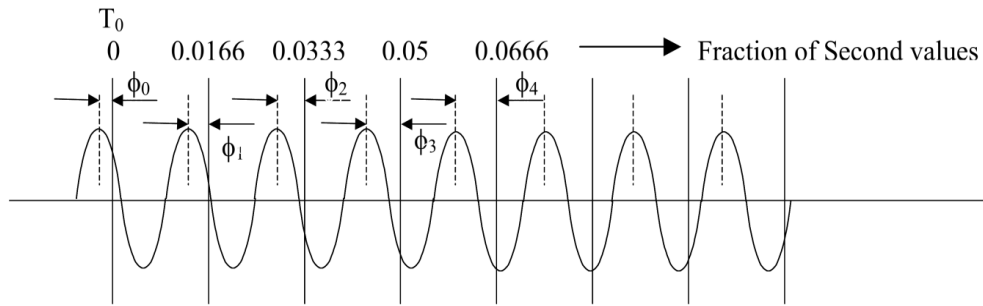 T₀
0 0.0166 0.0333 0.05 0.0666 Fraction of Second values
ϕ₀ ϕ₂ ϕ₄
ϕ₁ ϕ₃